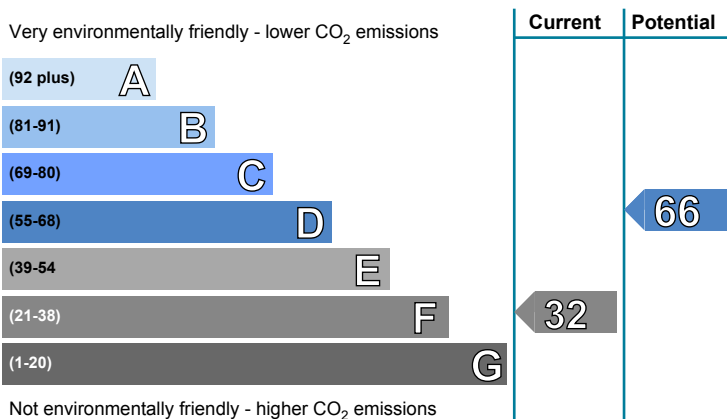 Current Potential
Very environmentally friendly - lower CO2 emissions
(92 plus) A
(81-91) B
(69-80) C
(55-68) D
66
(39-54 E
(21-38) F
32
(1-20) G
Not environmentally friendly - higher CO2 emissions